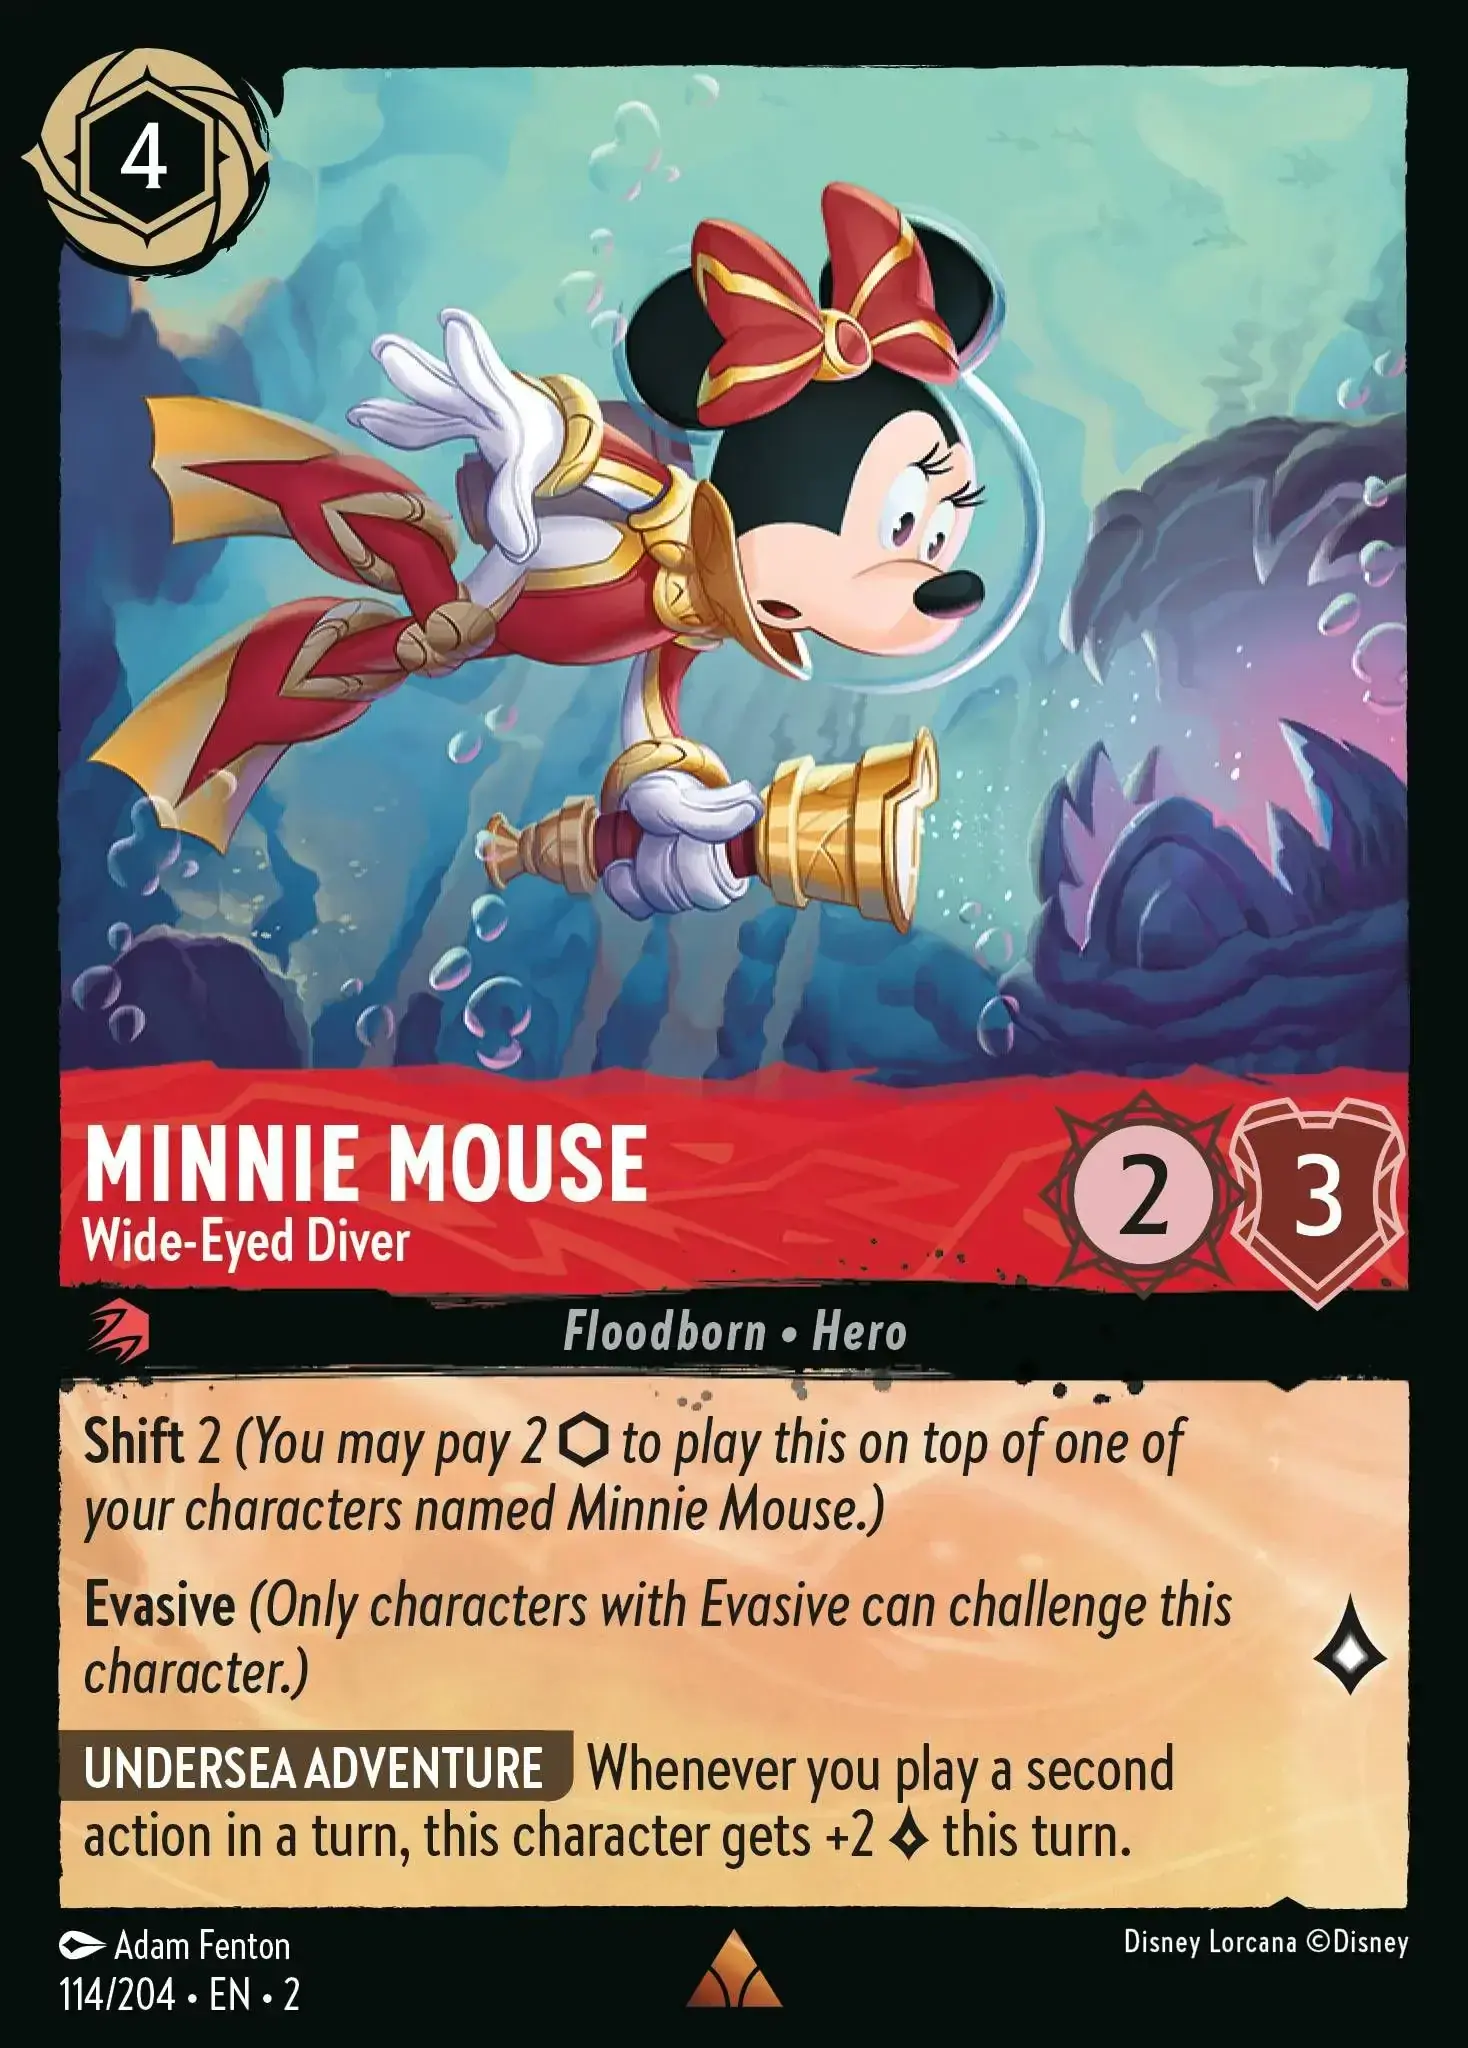 4
MINNIE MOUSE
Wide-Eyed Diver
2
3
Floodborn • Hero
Shift 2 (You may pay 2 ⬡ to play this on top of one of
your characters named Minnie Mouse.)
Evasive (Only characters with Evasive can challenge this
character.)
UNDERSEA ADVENTURE Whenever you play a second
action in a turn, this character gets +2 this turn.
Adam Fenton
114/204 • EN • 2
Disney Lorcana ©Disney